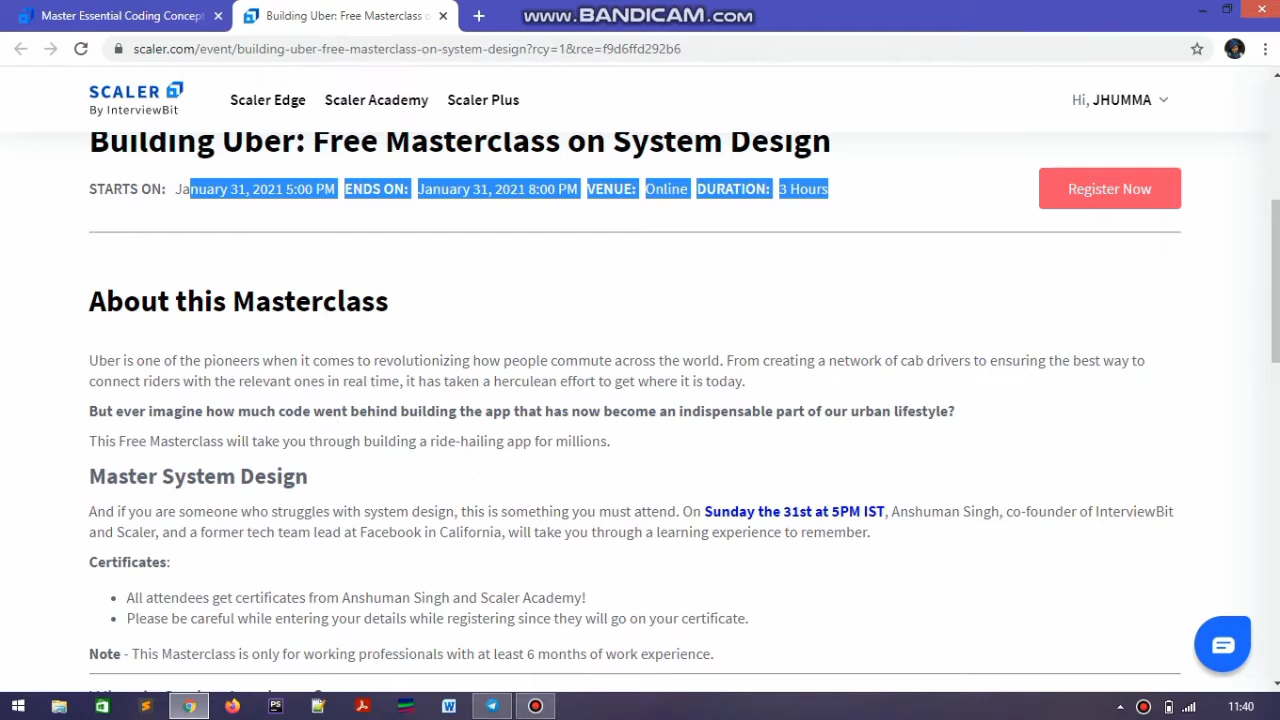 Master Essential Coding Concept
Building Uber: Free Masterclass o
www.BANDICAM.com
scaler.com/event/building-uber-free-masterclass-on-system-design?rcy=1&rce=f9d6ffd292b6
SCALER
By InterviewBit
Scaler Edge
Scaler Academy
Scaler Plus
Hi, JHUMMA
Building Uber: Free Masterclass on System Design
STARTS ON: January 31, 2021 5:00 PM ENDS ON: January 31, 2021 8:00 PM VENUE: Online DURATION: 3 Hours
Register Now
About this Masterclass
Uber is one of the pioneers when it comes to revolutionizing how people commute across the world. From creating a network of cab drivers to ensuring the best way to
connect riders with the relevant ones in real time, it has taken a herculean effort to get where it is today.
But ever imagine how much code went behind building the app that has now become an indispensable part of our urban lifestyle?
This Free Masterclass will take you through building a ride-hailing app for millions.
Master System Design
And if you are someone who struggles with system design, this is something you must attend. On Sunday the 31st at 5PM IST, Anshuman Singh, co-founder of InterviewBit
and Scaler, and a former tech team lead at Facebook in California, will take you through a learning experience to remember.
Certificates:
• All attendees get certificates from Anshuman Singh and Scaler Academy!
• Please be careful while entering your details while registering since they will go on your certificate.
Note - This Masterclass is only for working professionals with at least 6 months of work experience.
11:40